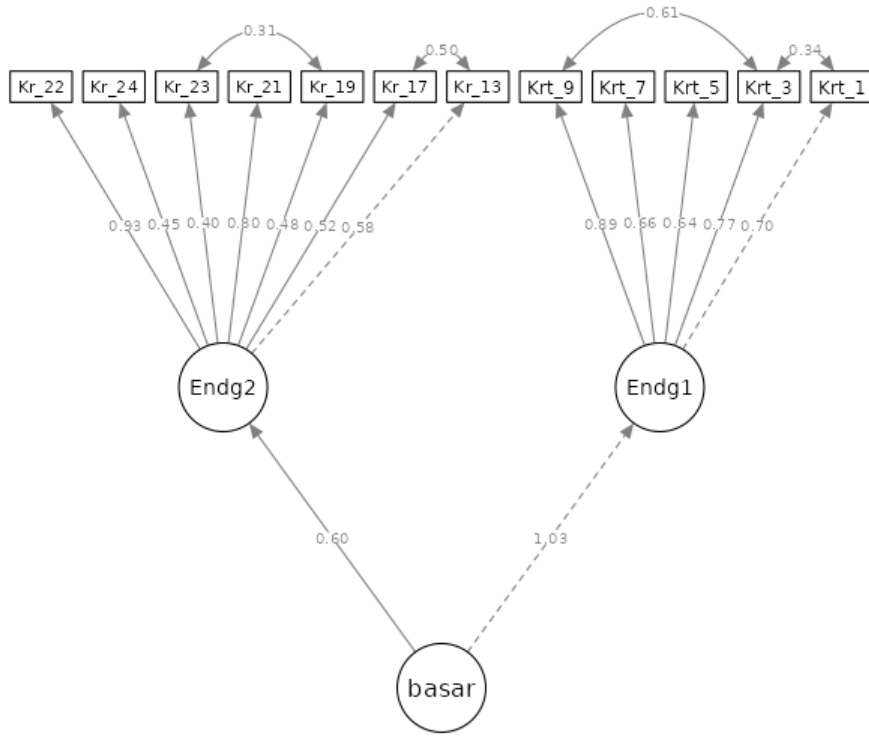 0.61
0.31
0.50
0.34
Kr_22 Kr_24 Kr_23 Kr_21 Kr_19 Kr_17 Kr_13 Krt_9 Krt_7 Krt_5 Krt_3 Krt_1
0.93 0.45 0.40 0.80 0.48 0.52 0.58 0.89 0.66 0.64 0.77 0.70
Endg2 Endg1
0.60 1.03
basar